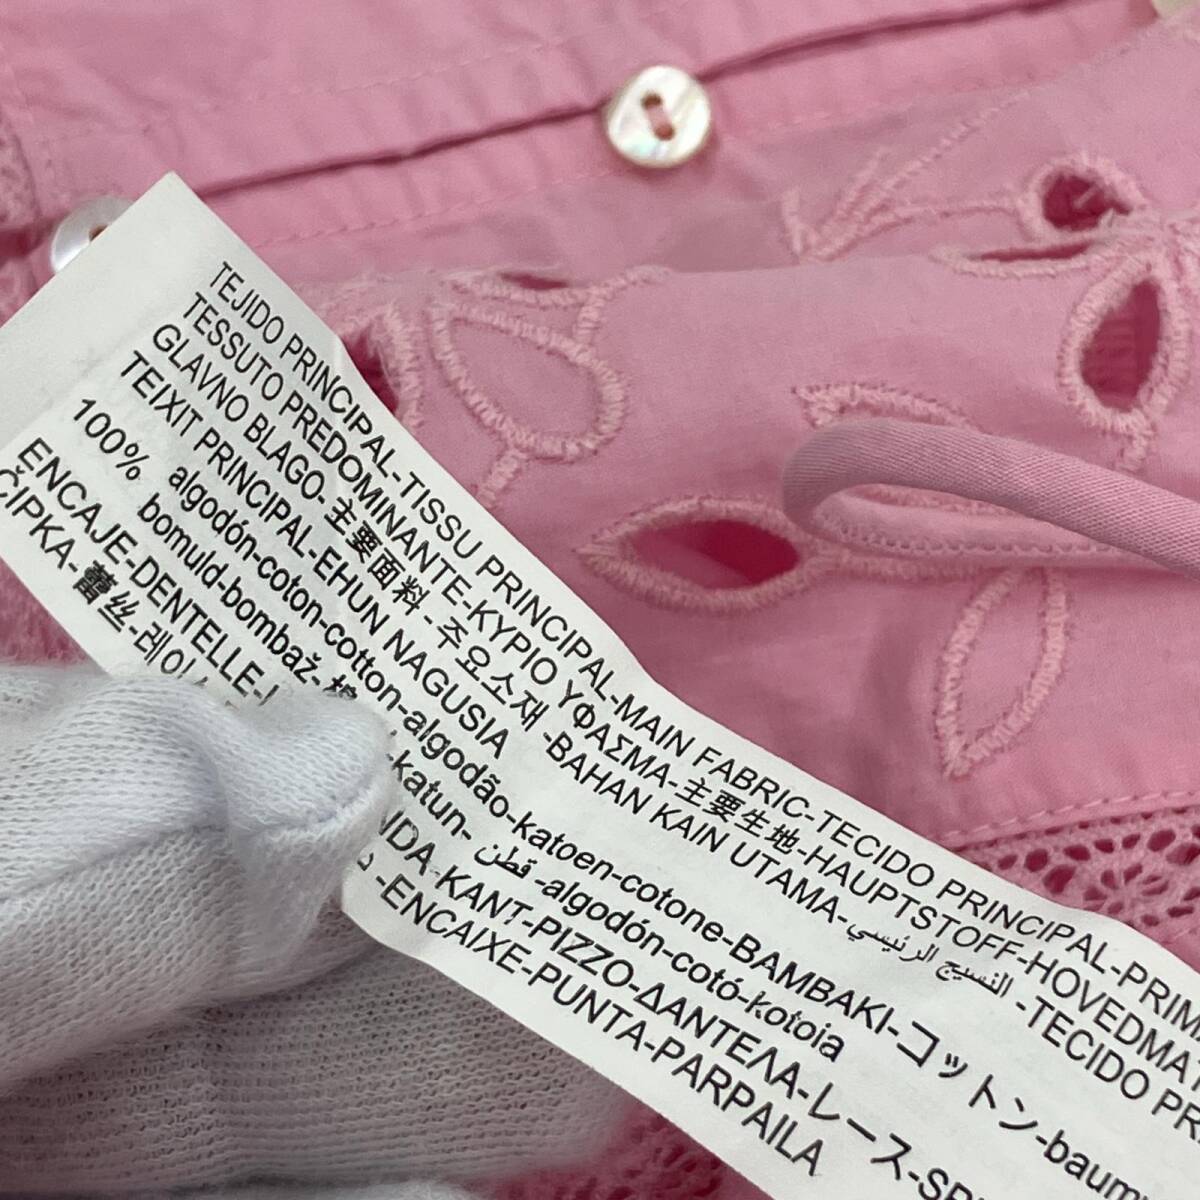 TEJIDO PRINCIPAL-TISSU PRINCIPAL-MAIN FABRIC-TECIDO PRINCIPAL-PRIM
TESSUTO PREDOMINANTE-ΚΥΡΙΟ ΥΦΑΣΜΑ-主要生地-HAUPTSTOFF-HOVEDMAT
GLAVNO BLAGO-主要面料-주요소재-BAHAN KAIN UTAMA-النسيج الرئيسي-TECIDO PR
TEIXIT PRINCIPAL-EHUN NAGUSIA
100% algodón-coton-cotton-algodão-katoen-cotone-BAMBAKI-コットン-baum
bomuld-bombaž- -katun-قطن-algodón-cotó-kotoia
ENCAJE-DENTELLE- NDA-KANT-PIZZO-ΔΑΝΤΕΛΑ-レース-SP
ČIPKA-蕾丝-레이 -ENCAIXE-PUNTA-PARPAILA